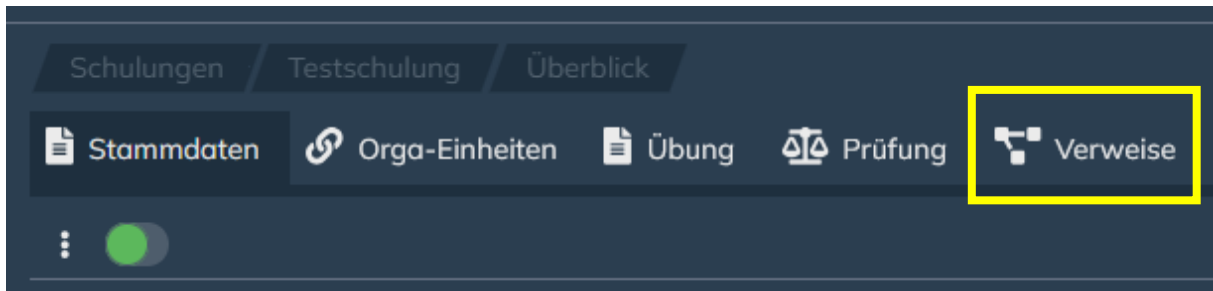 Schulungen Testschulung Überblick
Stammdaten Orga-Einheiten Übung Prüfung Verweise